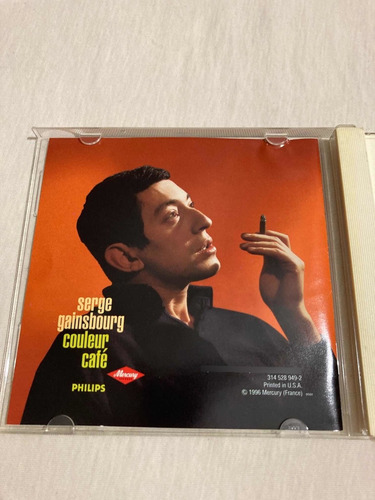 serge
gainsbourg
couleur
café
PHILIPS
Mercury
314 528 949-2
Printed in U.S.A.
© 1996 Mercury (France)